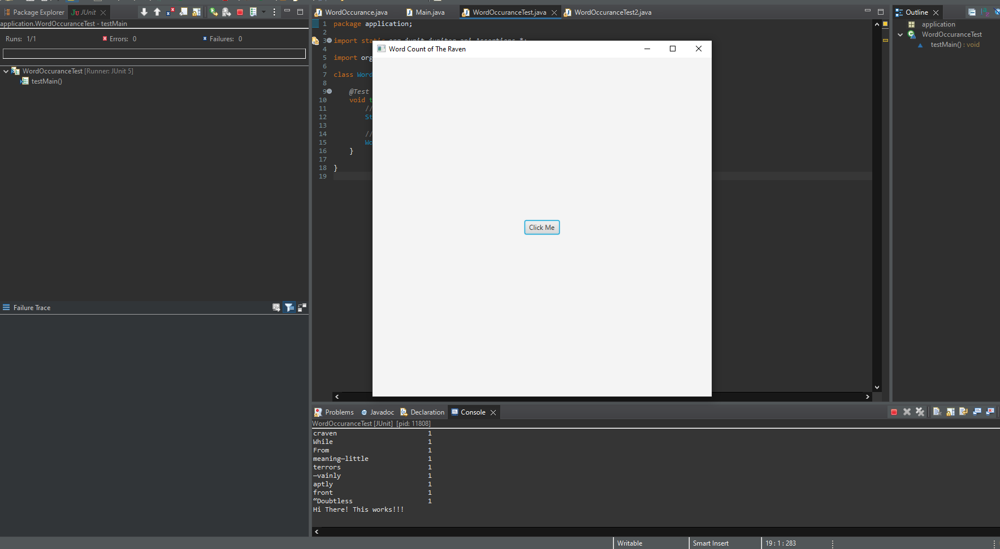 Package Explorer
JUnit
application.WordOccuranceTest - testMain
Runs: 1/1
Errors: 0
Failures: 0
WordOccuranceTest [Runner: JUnit 5]
testMain()
Failure Trace
WordOccurance.java
Main.java
WordOccuranceTest.java
WordOccuranceTest2.java
1 package application;
2
3 import static org.junit.jupiter.api.Assertions.*;
4
5 import org
6
7 class Word
8
9 @Test
10 void t
11 //
12 St
13
14 //
15 Wo
16 }
17
18 }
19
Word Count of The Raven
Click Me
Outline
application
WordOccuranceTest
testMain() : void
Problems
Javadoc
Declaration
Console
WordOccuranceTest [JUnit] [pid: 11808]
craven 1
While 1
From 1
meaning—little 1
terrors 1
—vainly 1
aptly 1
front 1
“Doubtless 1
Hi There! This works!!!
Writable
Smart Insert
19 : 1 : 283